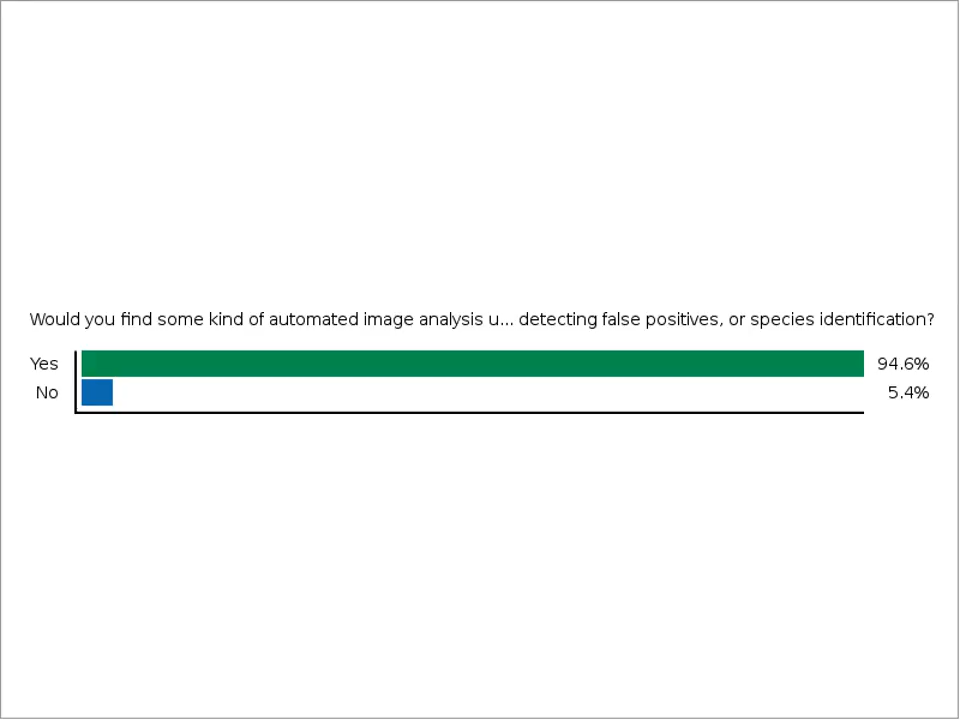 Would you find some kind of automated image analysis u... detecting false positives, or species identification?
Yes 94.6%
No 5.4%